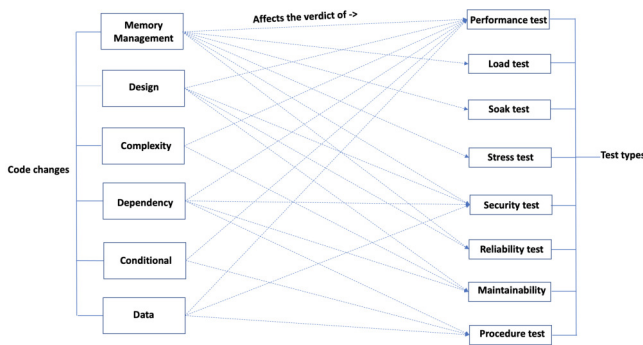 Affects the verdict of ->
Code changes
Memory
Management
Design
Complexity
Dependency
Conditional
Data
Performance test
Load test
Soak test
Stress test
Security test
Reliability test
Maintainability
Procedure test
Test types